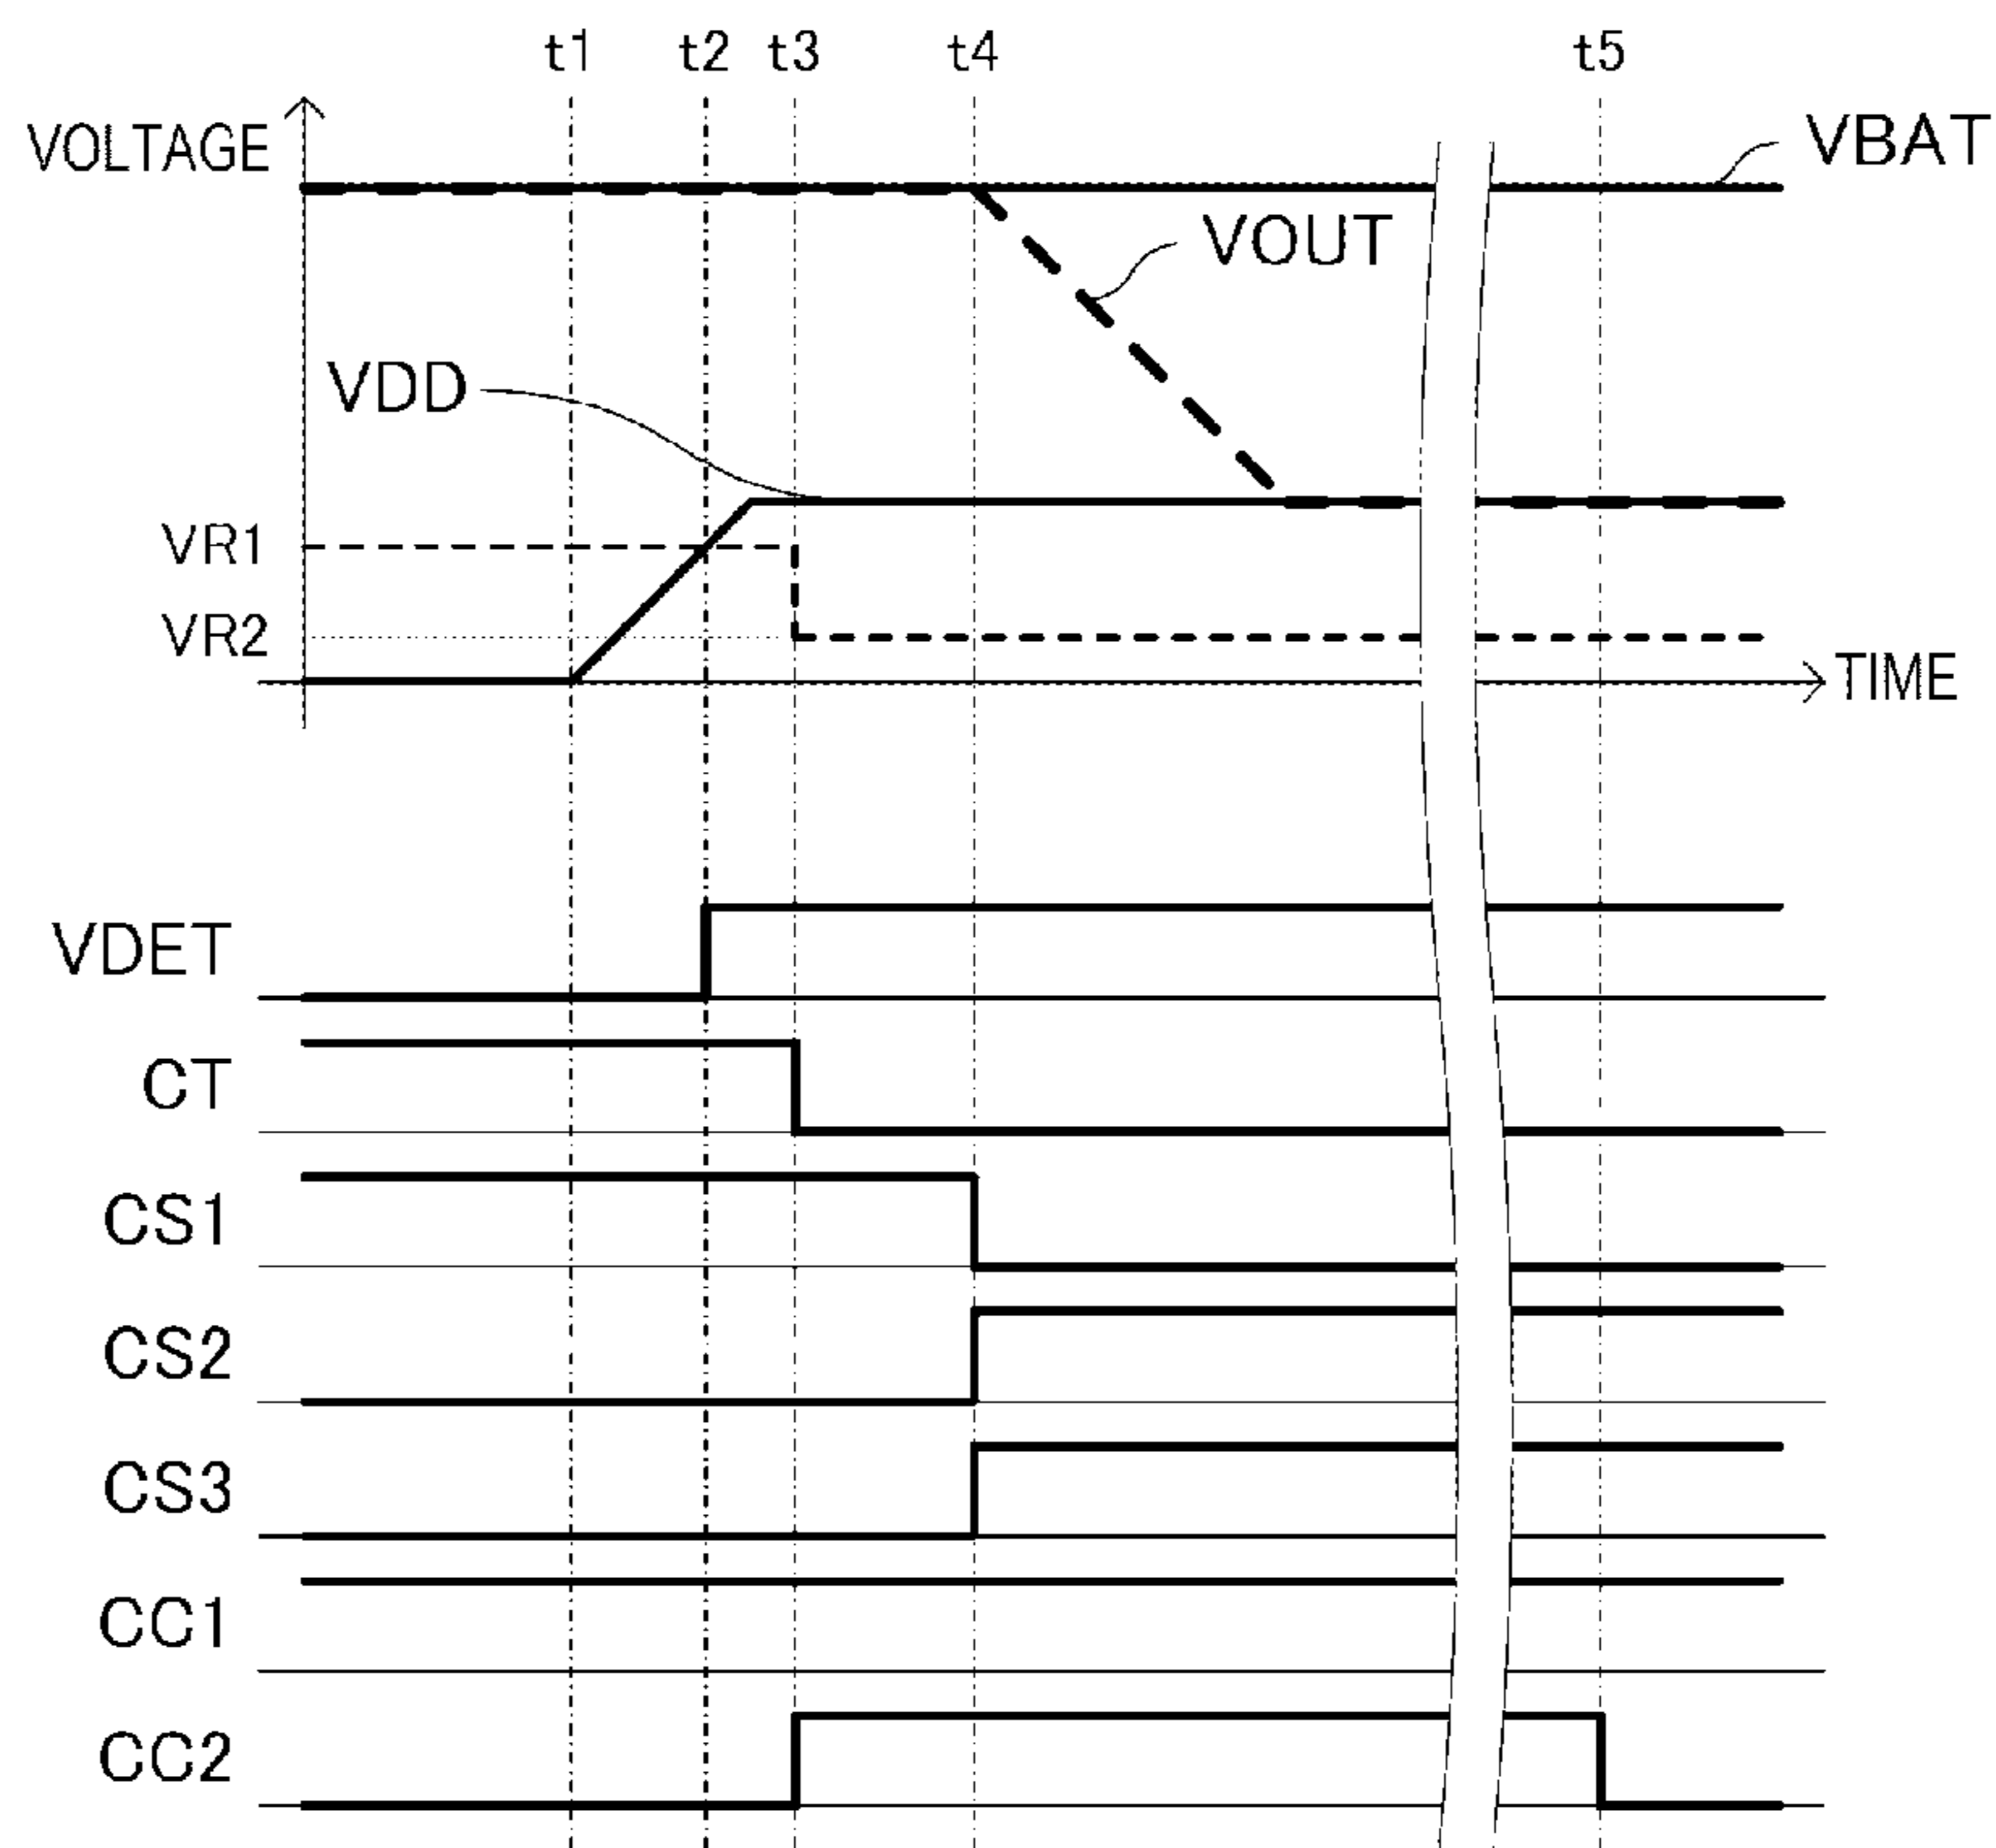 t1 t2 t3 t4 t5
VOLTAGE
VBAT
VOUT
VDD
VR1
VR2
TIME
VDET
CT
CS1
CS2
CS3
CC1
CC2